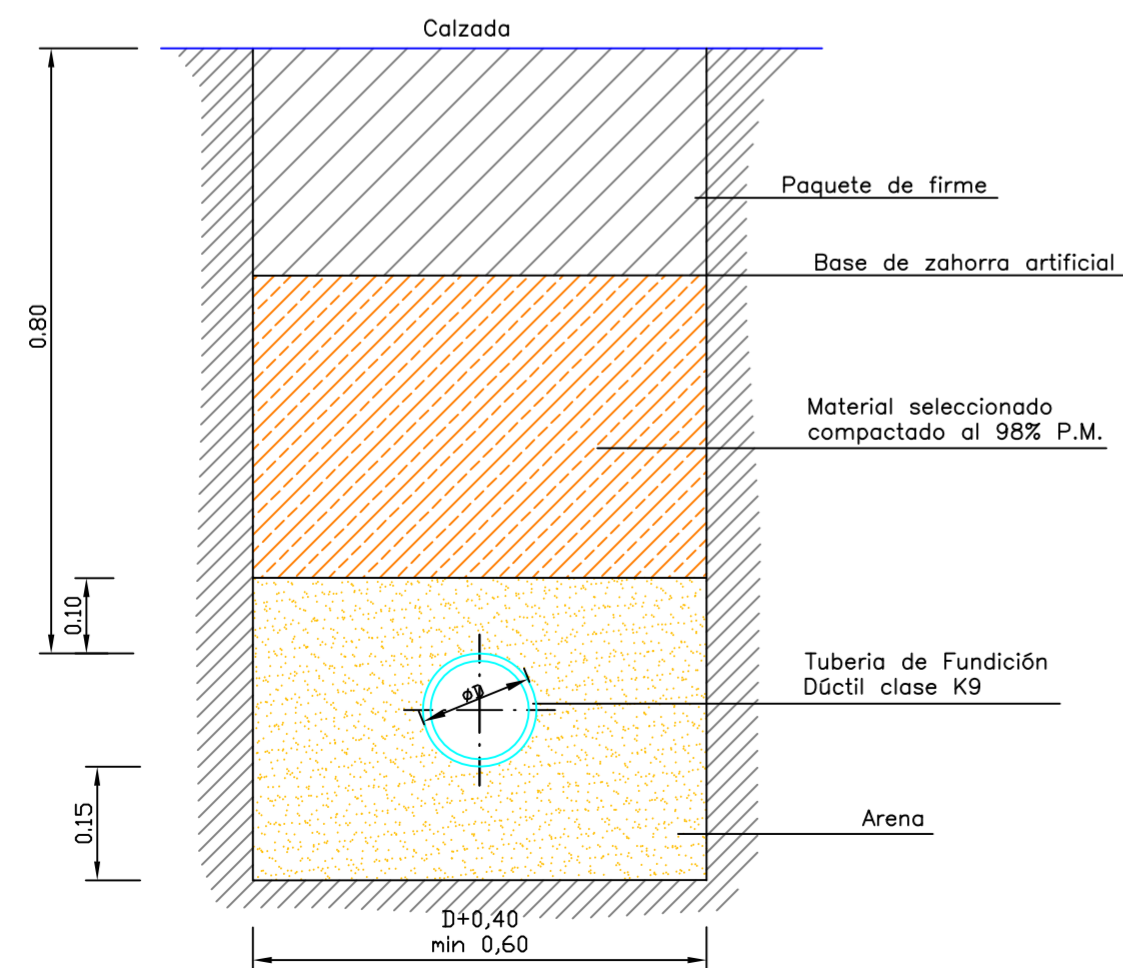 Calzada
Paquete de firme
Base de zahorra artificial
0.80
Material seleccionado
compactado al 98% P.M.
0.10
Tuberia de Fundición
Dúctil clase K9
øD
0.15
Arena
D+0,40
min 0,60